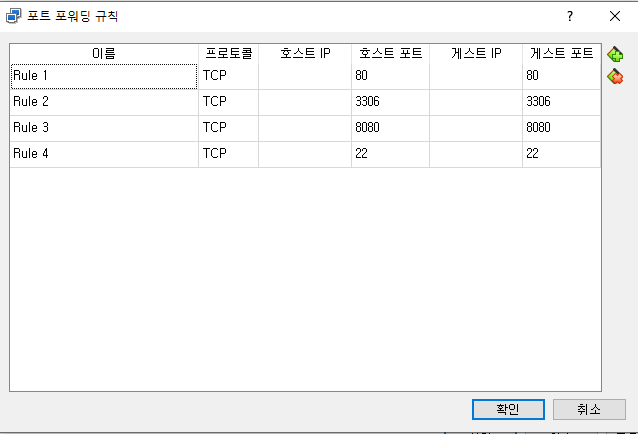 포트 포워딩 규칙 ?
이름 프로토콜 호스트 IP 호스트 포트 게스트 IP 게스트 포트
Rule 1 TCP 80 80
Rule 2 TCP 3306 3306
Rule 3 TCP 8080 8080
Rule 4 TCP 22 22
확인 취소